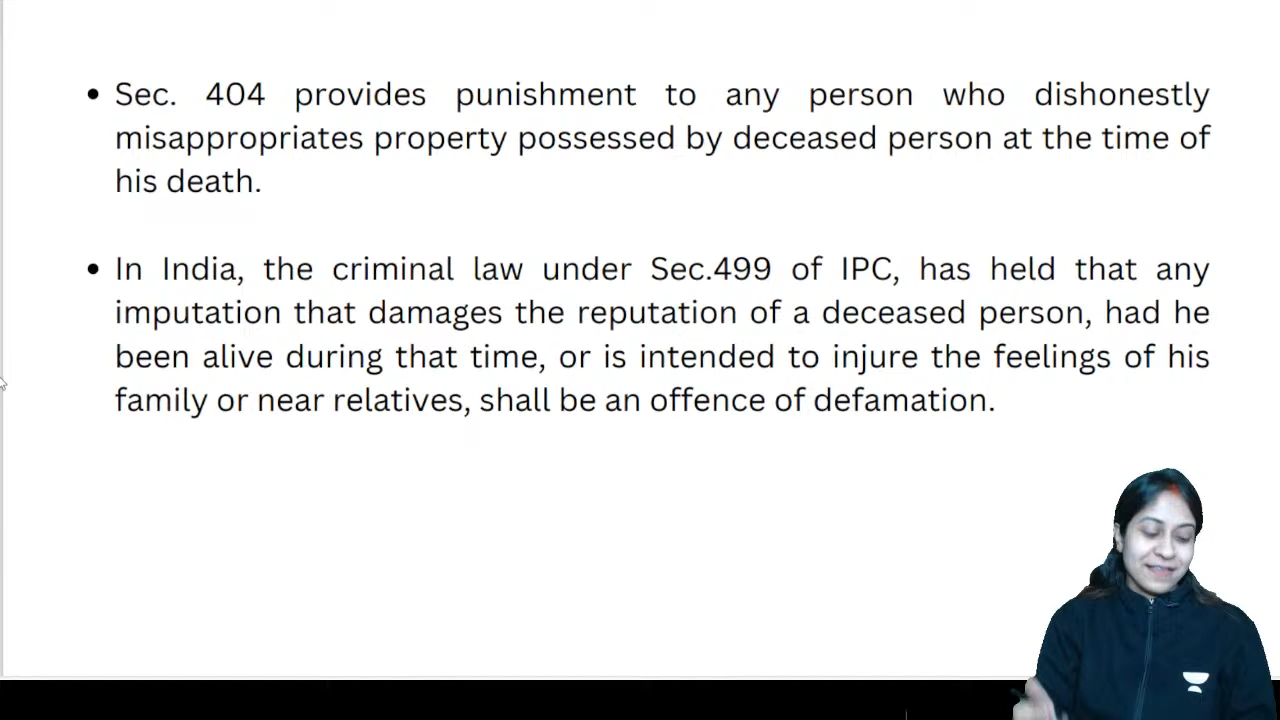 • Sec. 404 provides punishment to any person who dishonestly
misappropriates property possessed by deceased person at the time of
his death.
• In India, the criminal law under Sec.499 of IPC, has held that any
imputation that damages the reputation of a deceased person, had he
been alive during that time, or is intended to injure the feelings of his
family or near relatives, shall be an offence of defamation.